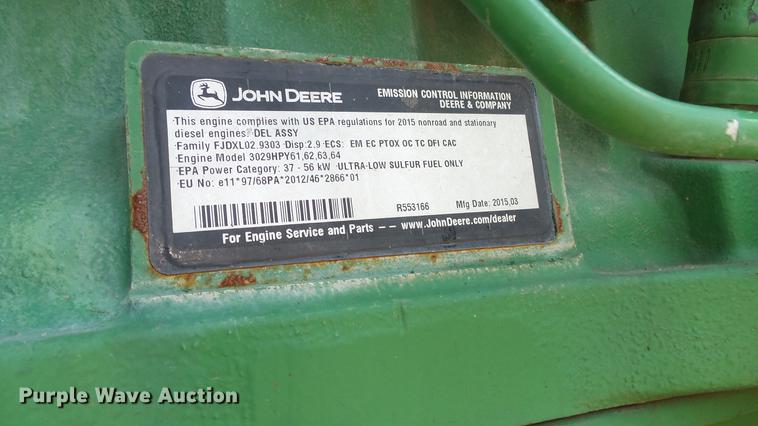 JOHN DEERE
EMISSION CONTROL INFORMATION
DEERE & COMPANY
This engine complies with US EPA regulations for 2015 nonroad and stationary
diesel engines. DEL ASSY
Family FJDXL02.9303 Disp:2.9 ECS: EM EC PTOX OC TC DFI CAC
Engine Model 3029HPY61,62,63,64
EPA Power Category: 37 - 56 kW ULTRA-LOW SULFUR FUEL ONLY
EU No: e11*97/68PA*2012/46*2866*01
R553166 Mfg Date: 2015,03
For Engine Service and Parts -- www.JohnDeere.com/dealer
Purple Wave Auction